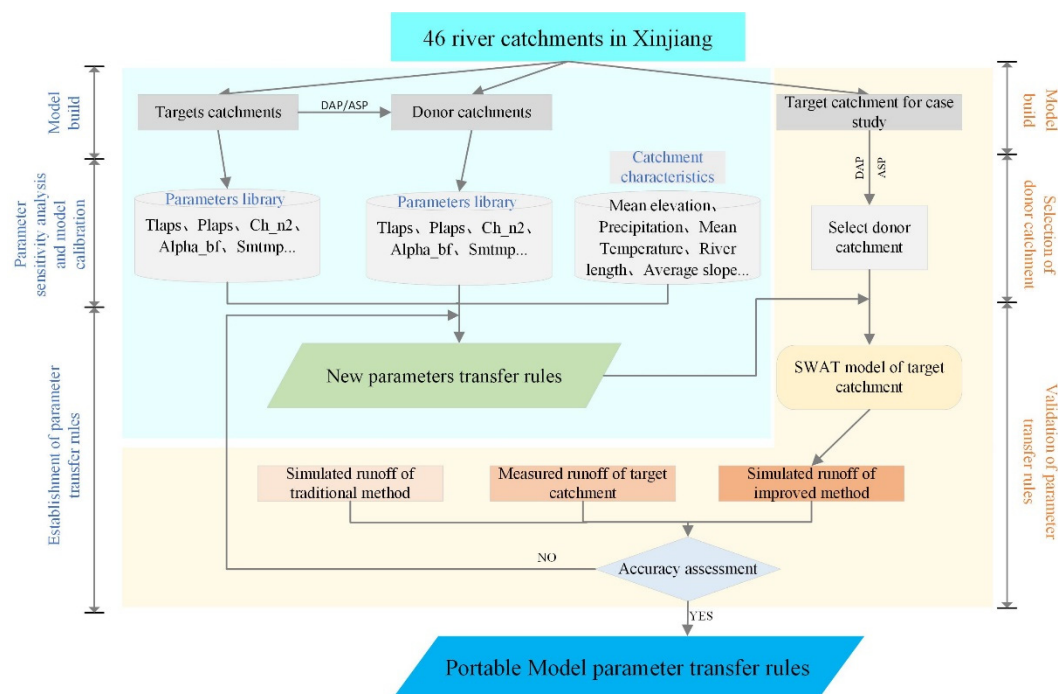 46 river catchments in Xinjiang
Model
build
Targets catchments
DAP/ASP
Donor catchments
Target catchment for case
study
Model
build
Parameter
sensitivity analysis
and model
calibration
Parameters library
Tlaps、Plaps、Ch_n2、
Alpha_bf、Smtmp...
Parameters library
Tlaps、Plaps、Ch_n2、
Alpha_bf、Smtmp...
Catchment
characteristics
Mean elevation、
Precipitation、Mean
Temperature、River
length、Average slope...
DAP
ASP
Select donor
catchment
Selection of
donor catchment
Establishment of parameter
transfer rules
New parameters transfer rules
SWAT model of target
catchment
Validation of parameter
transfer rules
Simulated runoff of
traditional method
Measured runoff of target
catchment
Simulated runoff of
improved method
NO
Accuracy assessment
YES
Portable Model parameter transfer rules